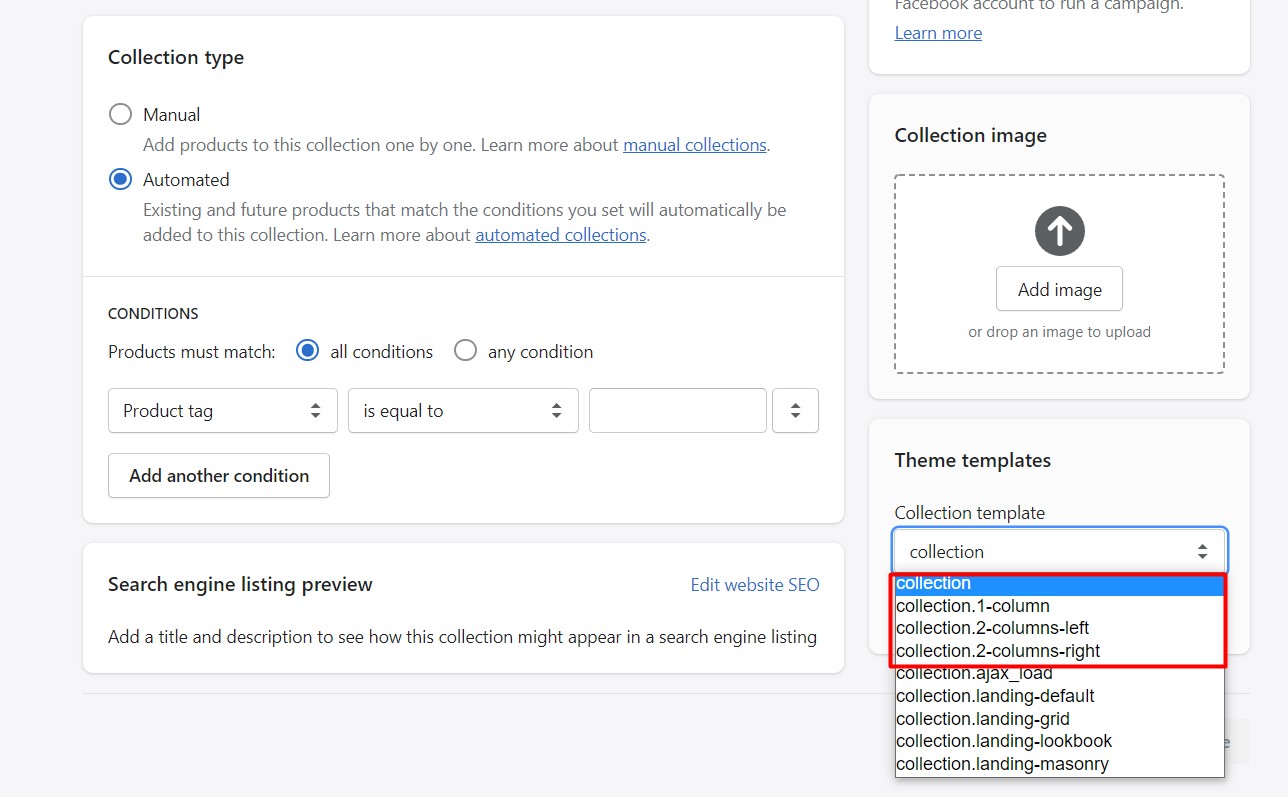 Collection type
Manual
Add products to this collection one by one. Learn more about manual collections.
Automated
Existing and future products that match the conditions you set will automatically be
added to this collection. Learn more about automated collections.
CONDITIONS
Products must match: all conditions any condition
Product tag is equal to
Add another condition
Search engine listing preview Edit website SEO
Add a title and description to see how this collection might appear in a search engine listing
Facebook account to run a campaign.
Learn more
Collection image
Add image
or drop an image to upload
Theme templates
Collection template
collection
collection
collection.1-column
collection.2-columns-left
collection.2-columns-right
collection.ajax_load
collection.landing-default
collection.landing-grid
collection.landing-lookbook
collection.landing-masonry